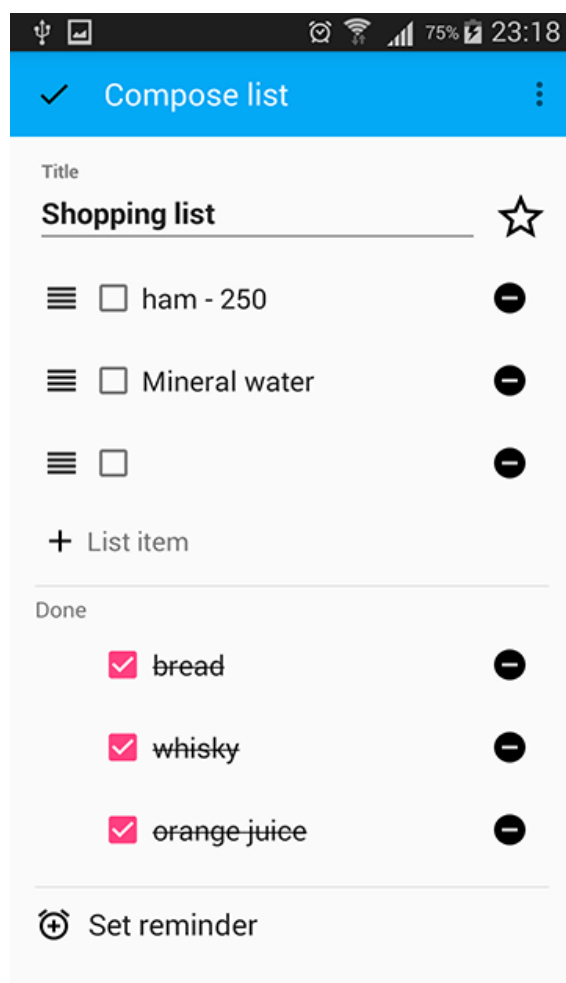 75% 23:18
Compose list
Title
Shopping list
ham - 250
Mineral water
List item
Done
bread
whisky
orange juice
Set reminder